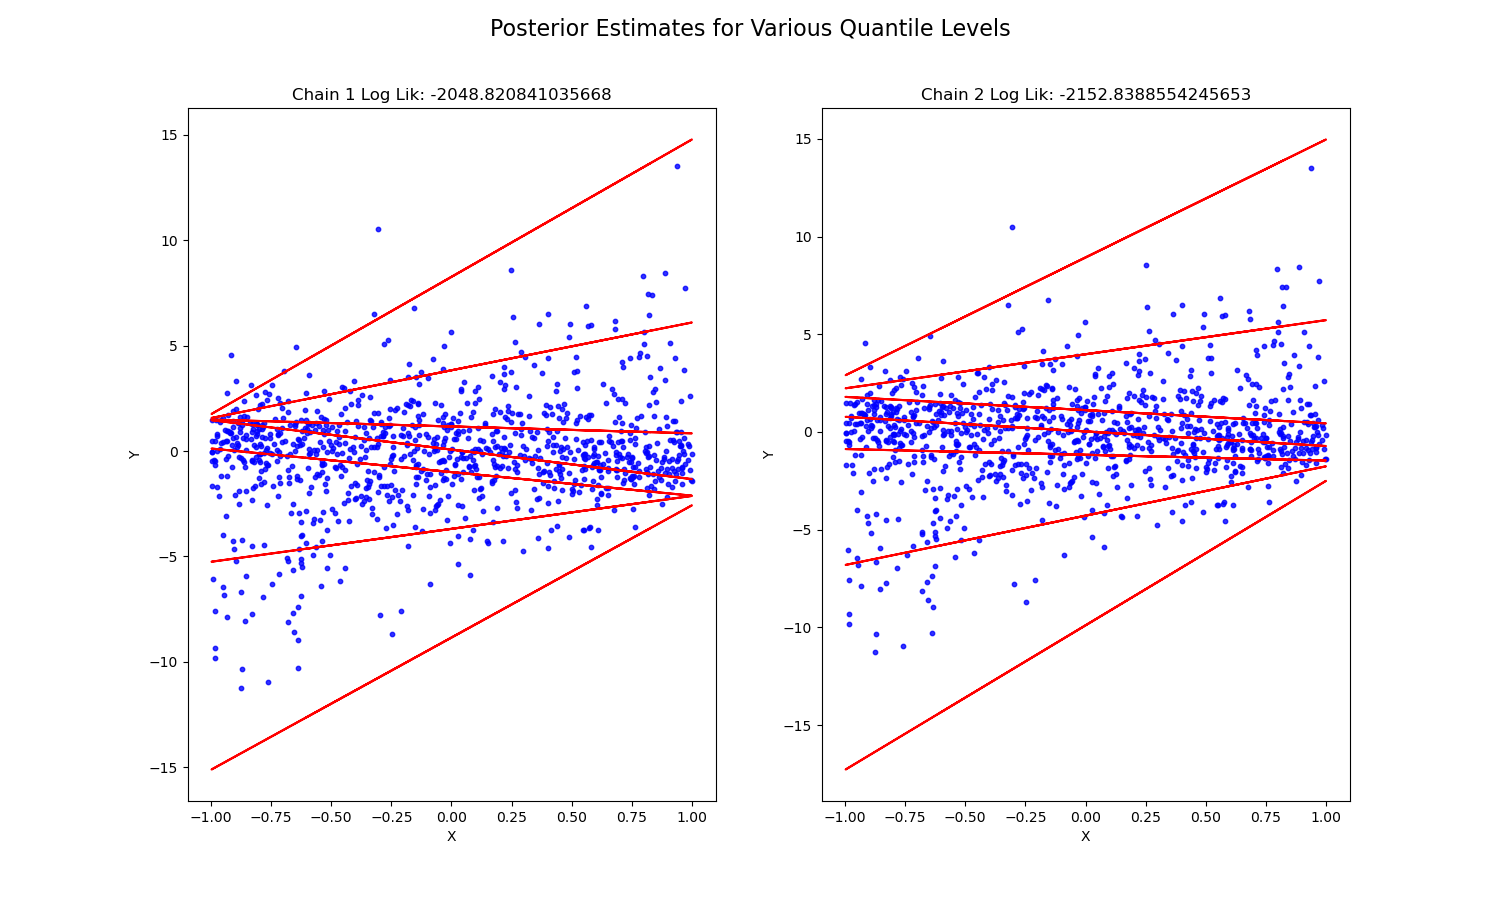 Posterior Estimates for Various Quantile Levels
Chain 1 Log Lik: -2048.820841035668
15
10
5
0
−5
−10
−15
Y
−1.00 −0.75 −0.50 −0.25 0.00 0.25 0.50 0.75 1.00
X
Chain 2 Log Lik: -2152.8388554245653
15
10
5
0
−5
−10
−15
Y
−1.00 −0.75 −0.50 −0.25 0.00 0.25 0.50 0.75 1.00
X